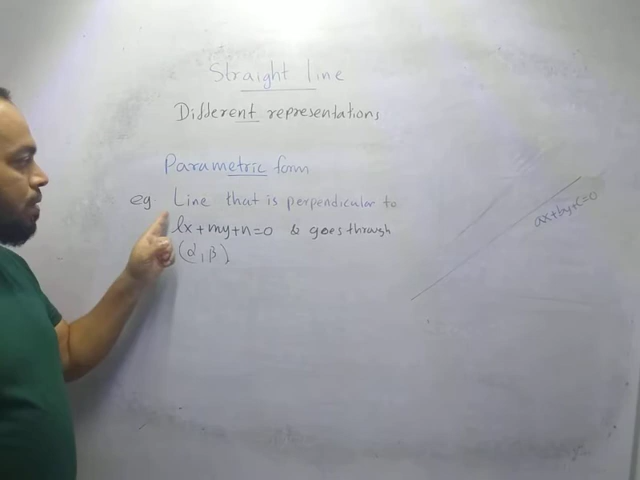 Straight line
Different representations
Parametric form
eg. Line that is perpendicular to
lx + my + n = 0 & goes through
(α, β)
ax + by + c = 0